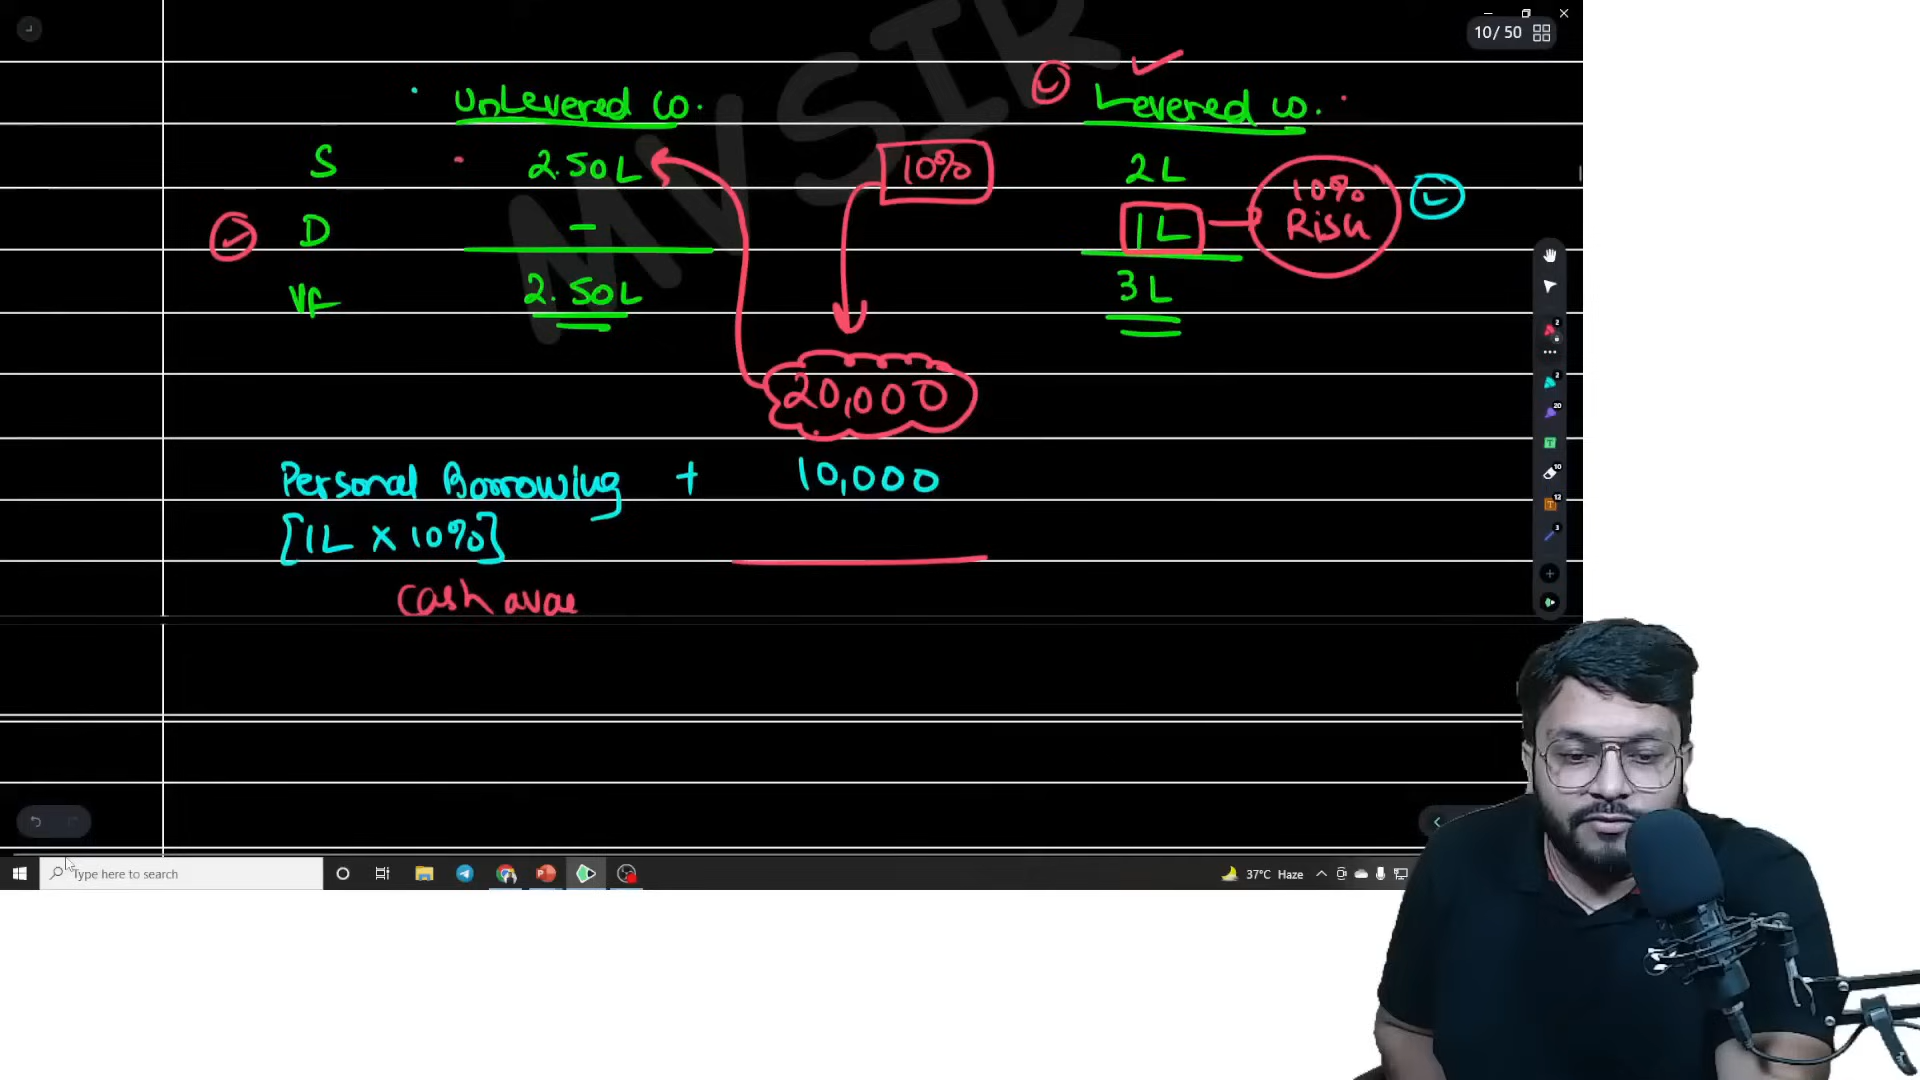 10/ 50
MVSIR
UnLevered Co.
Levered co.
S 2.50L 10% 2L
D - 1L 10% Risk
VF 2.50L 3L
20,000
Personal Borrowing + 10,000
[1L X 10%]
Cash avai
Type here to search
37°C Haze